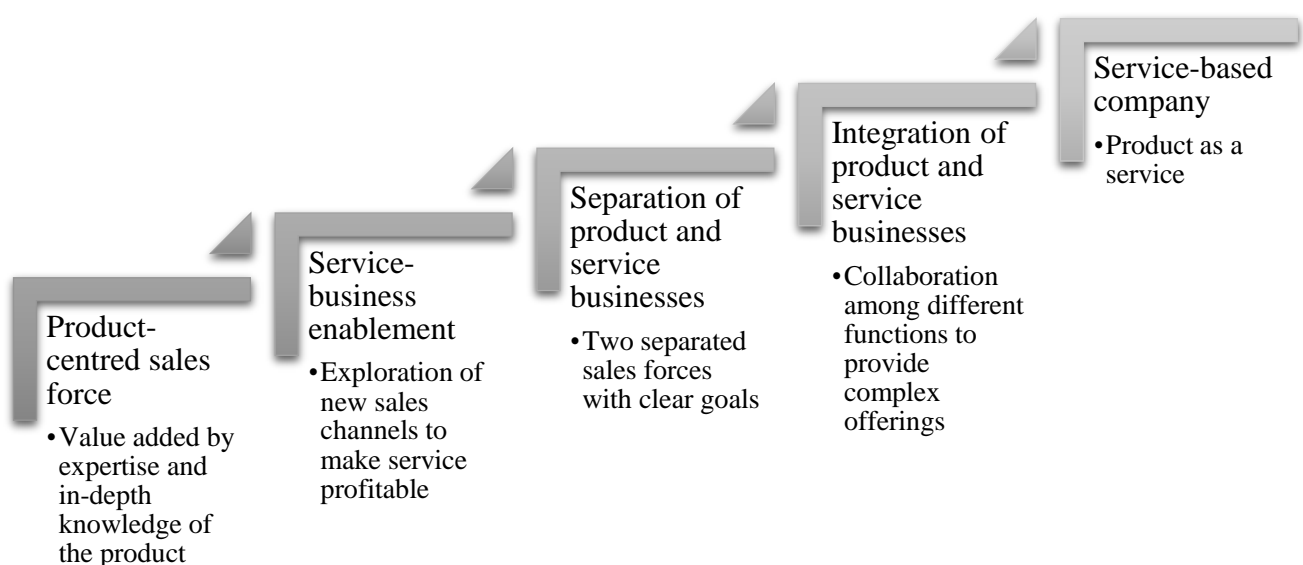 Product-
centred sales
force
•Value added by
expertise and
in-depth
knowledge of
the product
Service-
business
enablement
•Exploration of
new sales
channels to
make service
profitable
Separation of
product and
service
businesses
•Two separated
sales forces
with clear goals
Integration of
product and
service
businesses
•Collaboration
among different
functions to
provide
complex
offerings
Service-based
company
•Product as a
service